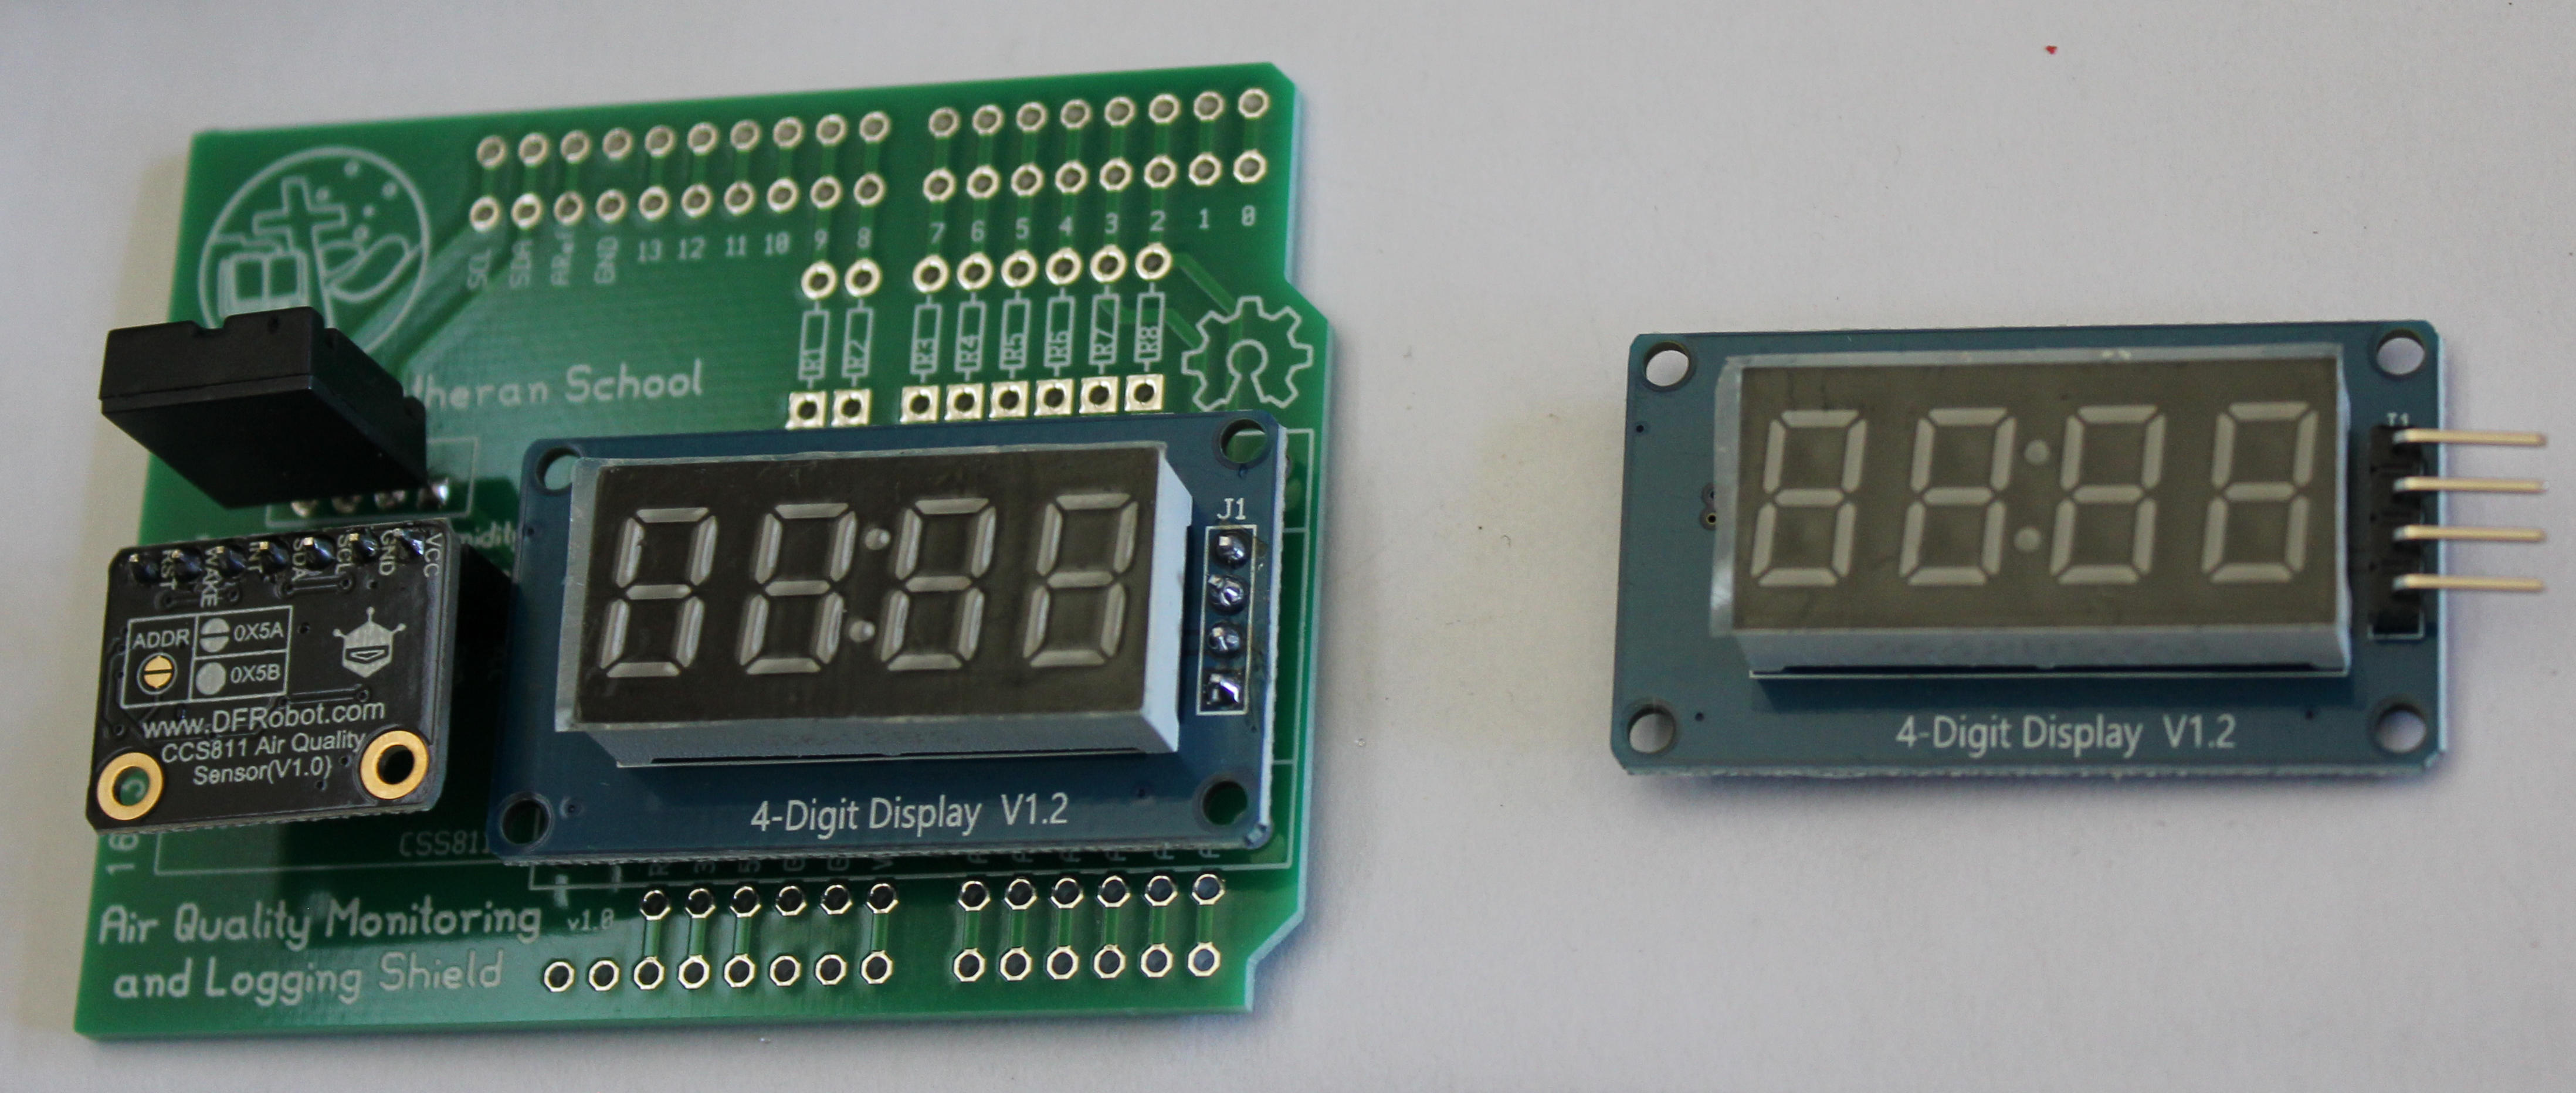 SCL SDA ARef GND 13 12 11 10 9 8 7 6 5 4 3 2 1 0
R1 R2 R3 R4 R5 R6 R7 R8
School
J1
RST WAKE INT SDA SCL GND VCC
ADDR 0X5A
0X5B
www.DFRobot.com
CCS811 Air Quality
Sensor(V1.0)
4-Digit Display V1.2
CSS811
Air Quality Monitoring v1.0
and Logging Shield
J1
4-Digit Display V1.2